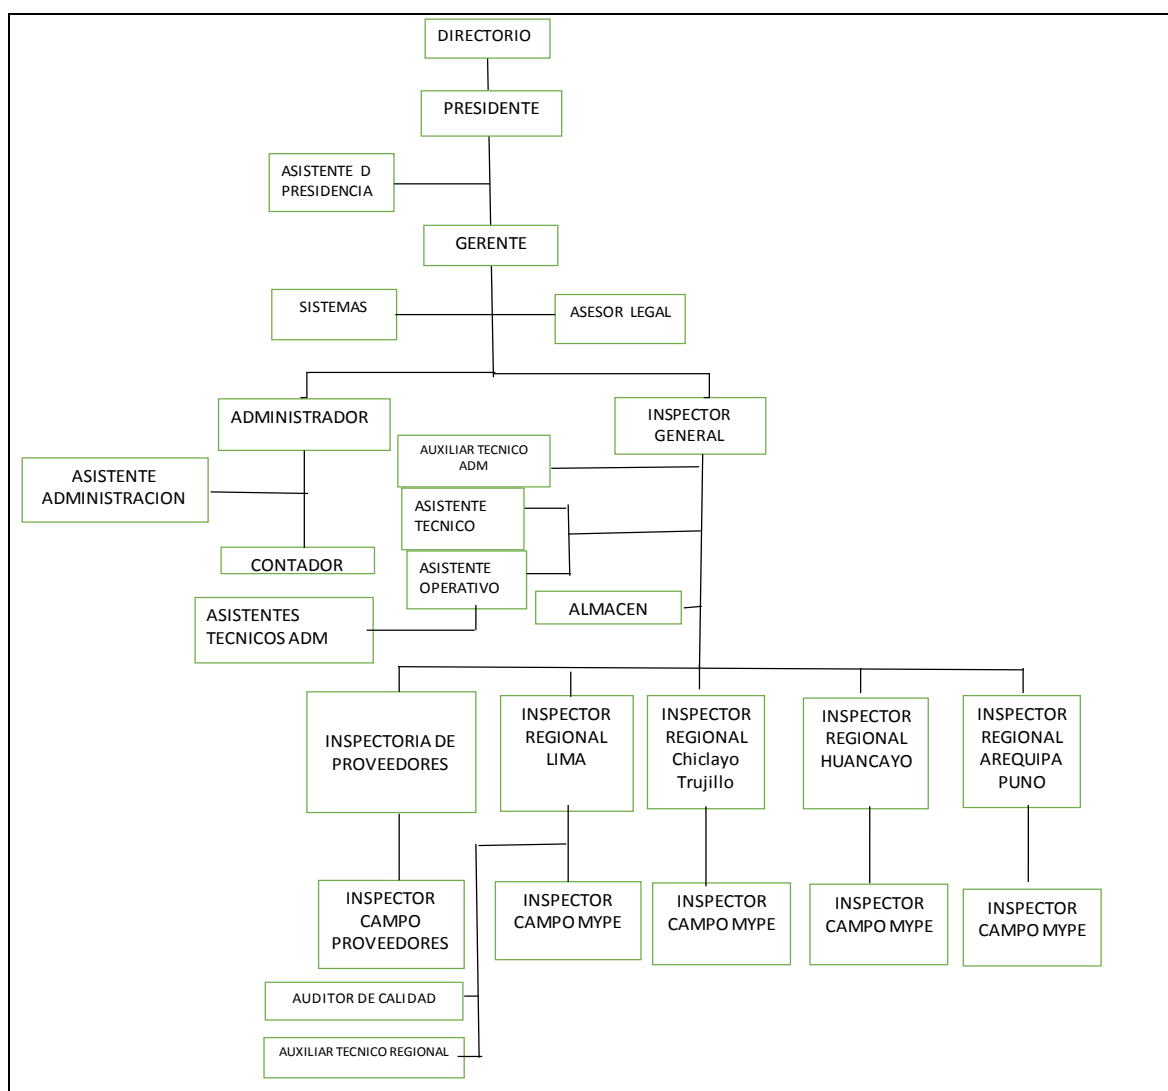 DIRECTORIO
PRESIDENTE
ASISTENTE D
PRESIDENCIA
GERENTE
SISTEMAS
ASESOR LEGAL
ADMINISTRADOR
INSPECTOR
GENERAL
AUXILIAR TECNICO
ADM
ASISTENTE
ADMINISTRACION
ASISTENTE
TECNICO
CONTADOR
ASISTENTE
OPERATIVO
ALMACEN
ASISTENTES
TECNICOS ADM
INSPECTORIA DE
PROVEEDORES
INSPECTOR
REGIONAL
LIMA
INSPECTOR
REGIONAL
Chiclayo
Trujillo
INSPECTOR
REGIONAL
HUANCAYO
INSPECTOR
REGIONAL
AREQUIPA
PUNO
INSPECTOR
CAMPO
PROVEEDORES
INSPECTOR
CAMPO MYPE
INSPECTOR
CAMPO MYPE
INSPECTOR
CAMPO MYPE
INSPECTOR
CAMPO MYPE
AUDITOR DE CALIDAD
AUXILIAR TECNICO REGIONAL